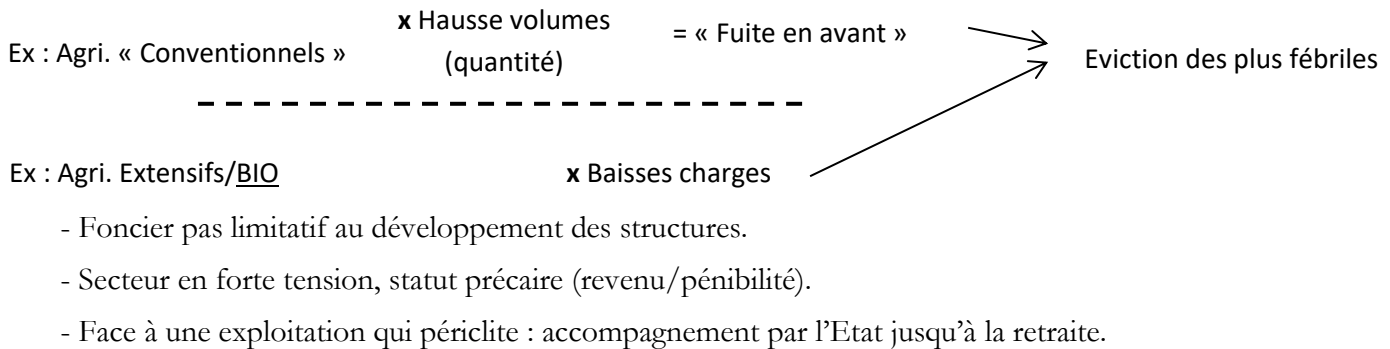 x Hausse volumes
Ex : Agri. « Conventionnels »
(quantité)
= « Fuite en avant »
Eviction des plus fébriles
Ex : Agri. Extensifs/BIO
x Baisses charges
- Foncier pas limitatif au développement des structures.
- Secteur en forte tension, statut précaire (revenu/pénibilité).
- Face à une exploitation qui périclite : accompagnement par l’Etat jusqu’à la retraite.